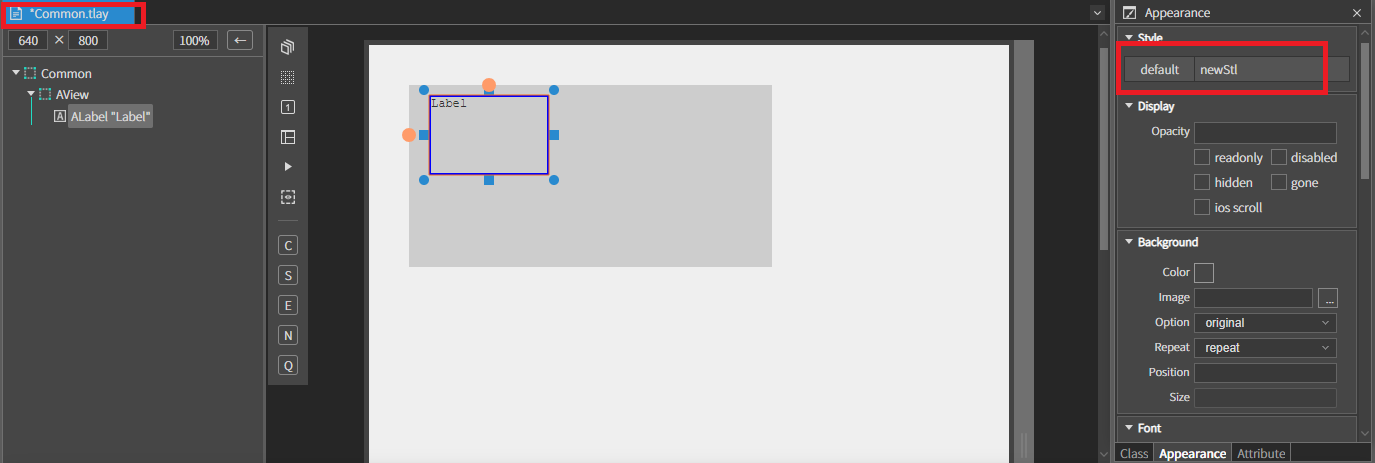 *Common.tlay
640 × 800 100% ←
Common
AView
ALabel "Label"
A
1
C
S
E
N
Q
Label
Appearance
Style
default newStl
Display
Opacity
readonly disabled
hidden gone
ios scroll
Background
Color
Image ...
Option original
Repeat repeat
Position
Size
Font
Class Appearance Attribute